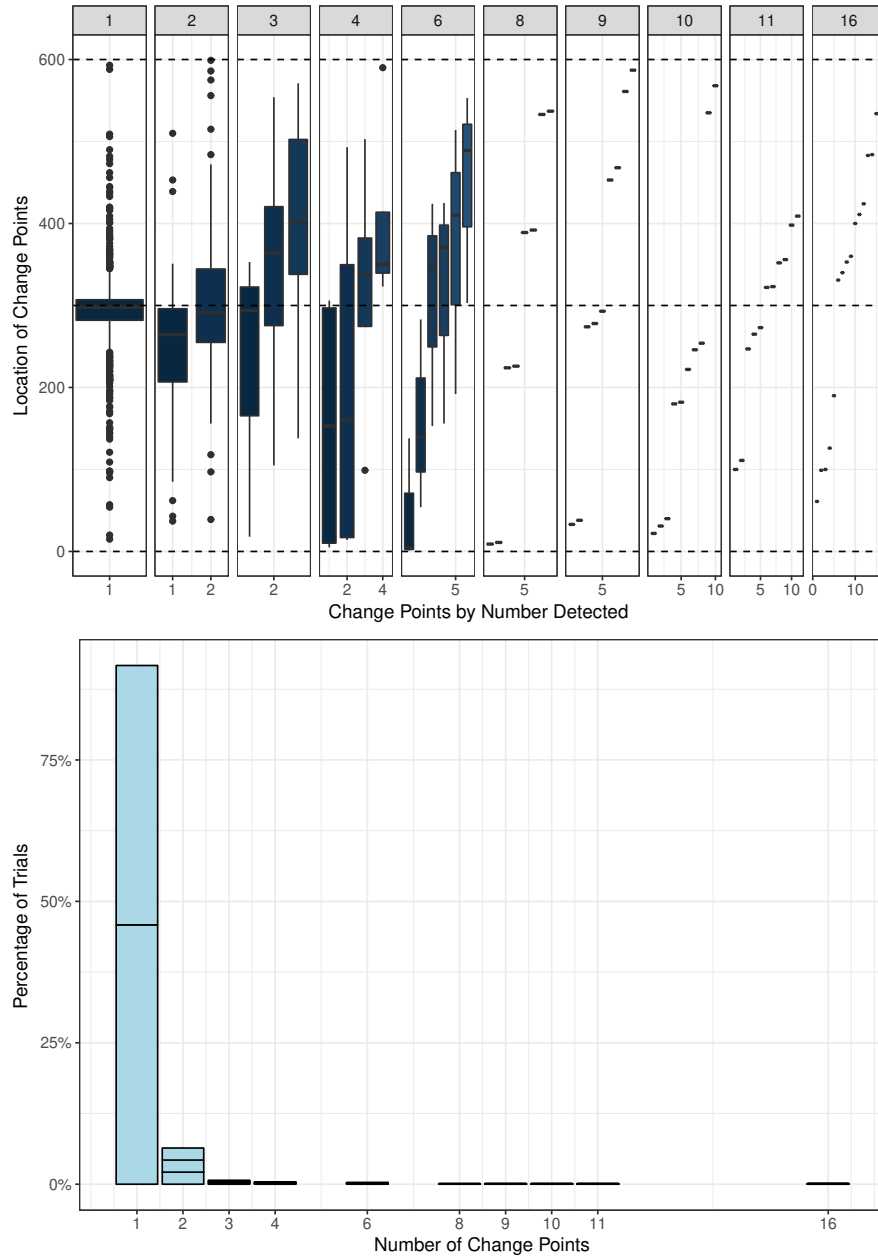 1 2 3 4 6 8 9 10 11 16
600
400
200
0
Location of Change Points
1 1 2 2 2 4 5 5 5 5 10 5 10 0 10
Change Points by Number Detected
75%
50%
25%
0%
Percentage of Trials
1 2 3 4 6 8 9 10 11 16
Number of Change Points